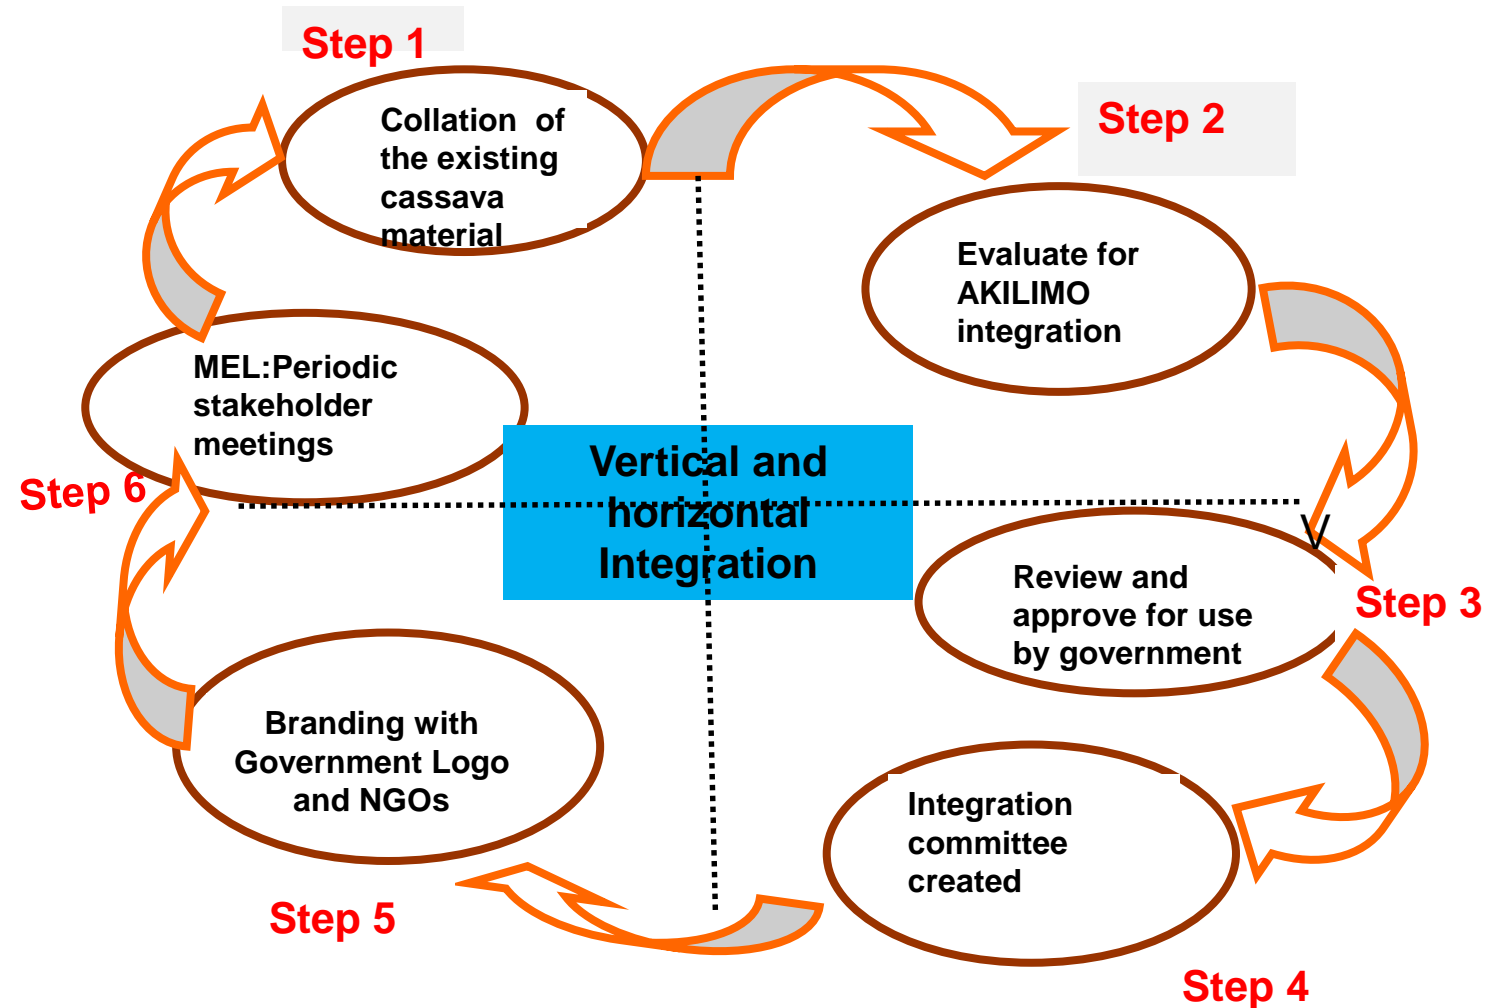 Step 1
Collation of
the existing
cassava
material
Step 2
Evaluate for
AKILIMO
integration
MEL:Periodic
stakeholder
meetings
Step 6
Vertical and
horizontal
Integration
V
Review and
approve for use
by government
Step 3
Branding with
Government Logo
and NGOs
Step 5
Integration
committee
created
Step 4